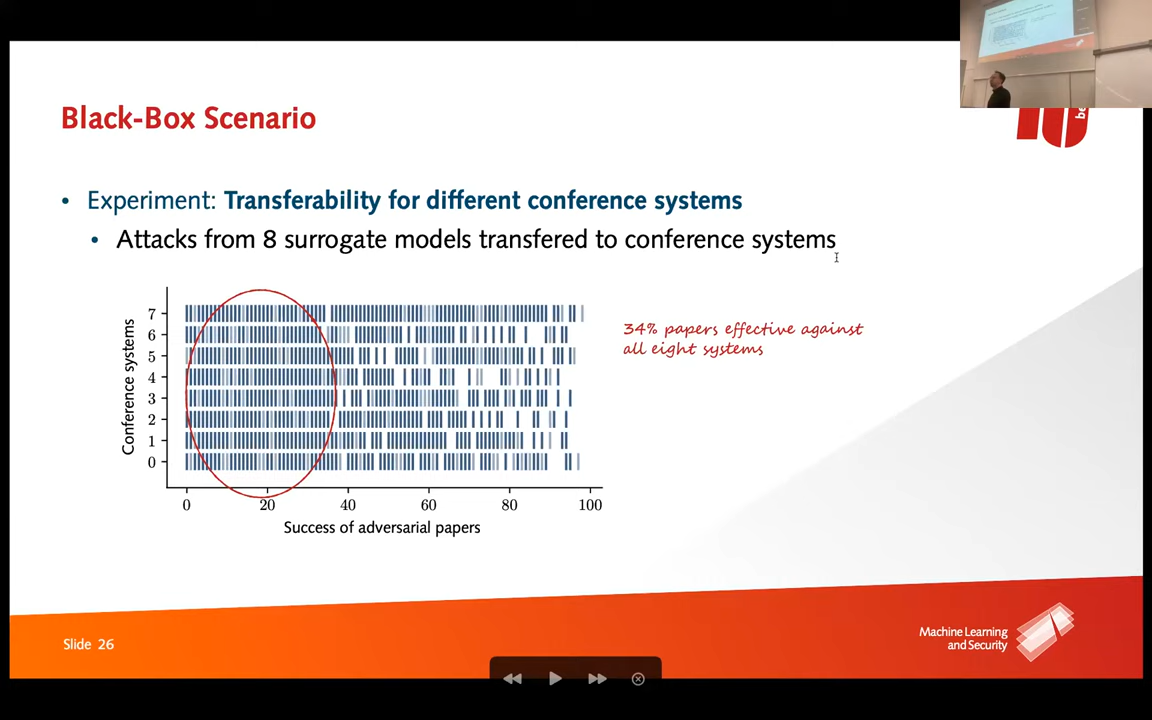 Black-Box Scenario
• Experiment: Transferability for different conference systems
• Attacks from 8 surrogate models transfered to conference systems
Conference systems
7
6
5
4
3
2
1
0
0 20 40 60 80 100
Success of adversarial papers
34% papers effective against
all eight systems
Slide 26
Machine Learning
and Security
be